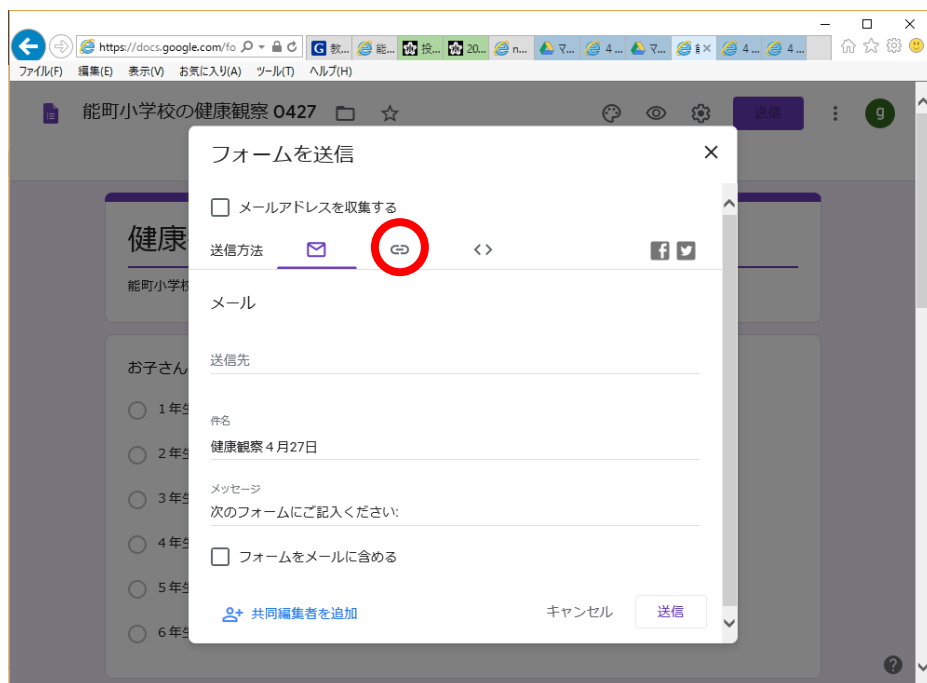 https://docs.google.com/fo
教... 能... 投... 20... n... マ... 4 ... マ... 4 ... 4 ...
ファイル(F) 編集(E) 表示(V) お気に入り(A) ツール(T) ヘルプ(H)
能町小学校の健康観察 0427
送信
g
フォームを送信
メールアドレスを収集する
健康
送信方法
能町小学校
メール
お子さん
送信先
1年生
件名
健康観察4月27日
2年生
メッセージ
3年生
次のフォームにご記入ください:
4年生
フォームをメールに含める
5年生
共同編集者を追加
キャンセル
送信
6年生